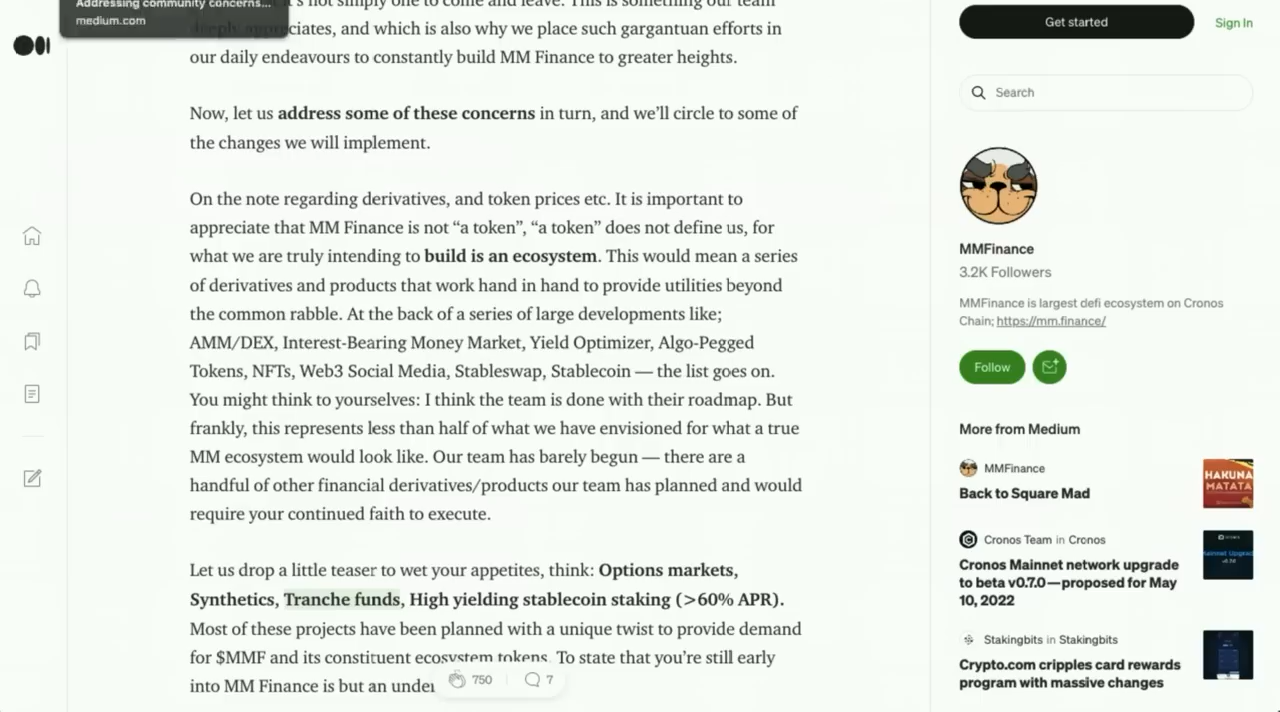 Addressing community concerns...
medium.com
it's not simply one to come and leave. This is something our team
deeply appreciates, and which is also why we place such gargantuan efforts in
our daily endeavours to constantly build MM Finance to greater heights.
Now, let us address some of these concerns in turn, and we'll circle to some of
the changes we will implement.
On the note regarding derivatives, and token prices etc. It is important to
appreciate that MM Finance is not “a token”, “a token” does not define us, for
what we are truly intending to build is an ecosystem. This would mean a series
of derivatives and products that work hand in hand to provide utilities beyond
the common rabble. At the back of a series of large developments like;
AMM/DEX, Interest-Bearing Money Market, Yield Optimizer, Algo-Pegged
Tokens, NFTs, Web3 Social Media, Stableswap, Stablecoin — the list goes on.
You might think to yourselves: I think the team is done with their roadmap. But
frankly, this represents less than half of what we have envisioned for what a true
MM ecosystem would look like. Our team has barely begun — there are a
handful of other financial derivatives/products our team has planned and would
require your continued faith to execute.
Let us drop a little teaser to wet your appetites, think: Options markets,
Synthetics, Tranche funds, High yielding stablecoin staking (>60% APR).
Most of these projects have been planned with a unique twist to provide demand
for $MMF and its constituent ecosystem tokens. To state that you're still early
into MM Finance is but an under
750
7
Get started
Sign In
Search
MMFinance
3.2K Followers
MMFinance is largest defi ecosystem on Cronos
Chain; https://mm.finance/
Follow
More from Medium
MMFinance
Back to Square Mad
HAKUNA
MATATA
Cronos Team in Cronos
Cronos Mainnet network upgrade
to beta v0.7.0—proposed for May
10, 2022
Stakingbits in Stakingbits
Crypto.com cripples card rewards
program with massive changes